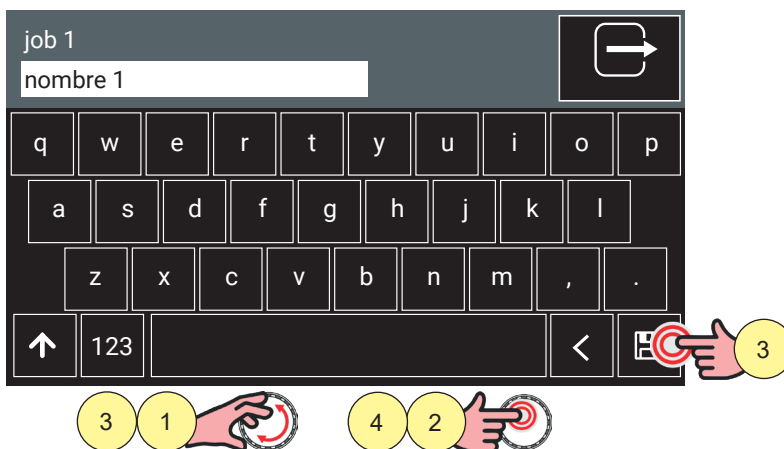 job 1
nombre 1
q w e r t y u i o p
a s d f g h j k l
z x c v b n m , .
123 <
3
3 1 4 2